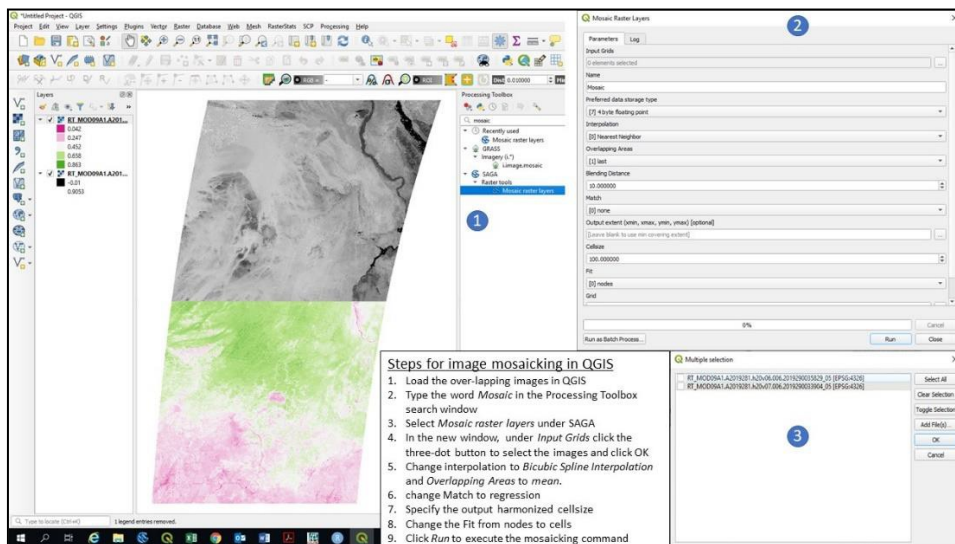 *Untitled Project - QGIS
Project Edit View Layer Settings Plugins Vector Raster Database Web Mesh RasterStats SCP Processing Help
Layers
RT_MOD09A1.A201...
0.042
0.247
0.452
0.658
0.863
RT_MOD09A1.A201...
-0.01
0.9053
Type to locate (Ctrl+K)
1 legend entries removed.
RGB =
RGB
Dist 0.010000
Processing Toolbox
mosaic
Recently used
Mosaic raster layers
GRASS
Imagery (i.*)
i.image.mosaic
SAGA
Raster tools
Mosaic raster layers
1
Mosaic Raster Layers
2
Parameters Log
Input Grids
0 elements selected
...
Name
Mosaic
Preferred data storage type
[7] 4 byte floating point
Interpolation
[0] Nearest Neighbor
Overlapping Areas
[1] last
Blending Distance
10.000000
Match
[0] none
Output extent (xmin, xmax, ymin, ymax) [optional]
[Leave blank to use min covering extent]
...
Cellsize
100.000000
Fit
[0] nodes
Grid
0%
Cancel
Run as Batch Process...
Run
Close
Steps for image mosaicking in QGIS
1. Load the over-lapping images in QGIS
2. Type the word Mosaic in the Processing Toolbox
search window
3. Select Mosaic raster layers under SAGA
4. In the new window, under Input Grids click the
three-dot button to select the images and click OK
5. Change interpolation to Bicubic Spline Interpolation
and Overlapping Areas to mean.
6. change Match to regression
7. Specify the output harmonized cellsize
8. Change the Fit from nodes to cells
9. Click Run to execute the mosaicking command
Multiple selection
RT_MOD09A1.A2019281.h20v06.006.2019290035829_05 [EPSG:4326]
RT_MOD09A1.A2019281.h20v07.006.2019290033904_05 [EPSG:4326]
Select All
Clear Selection
Toggle Selection
Add File(s)...
OK
Cancel
3